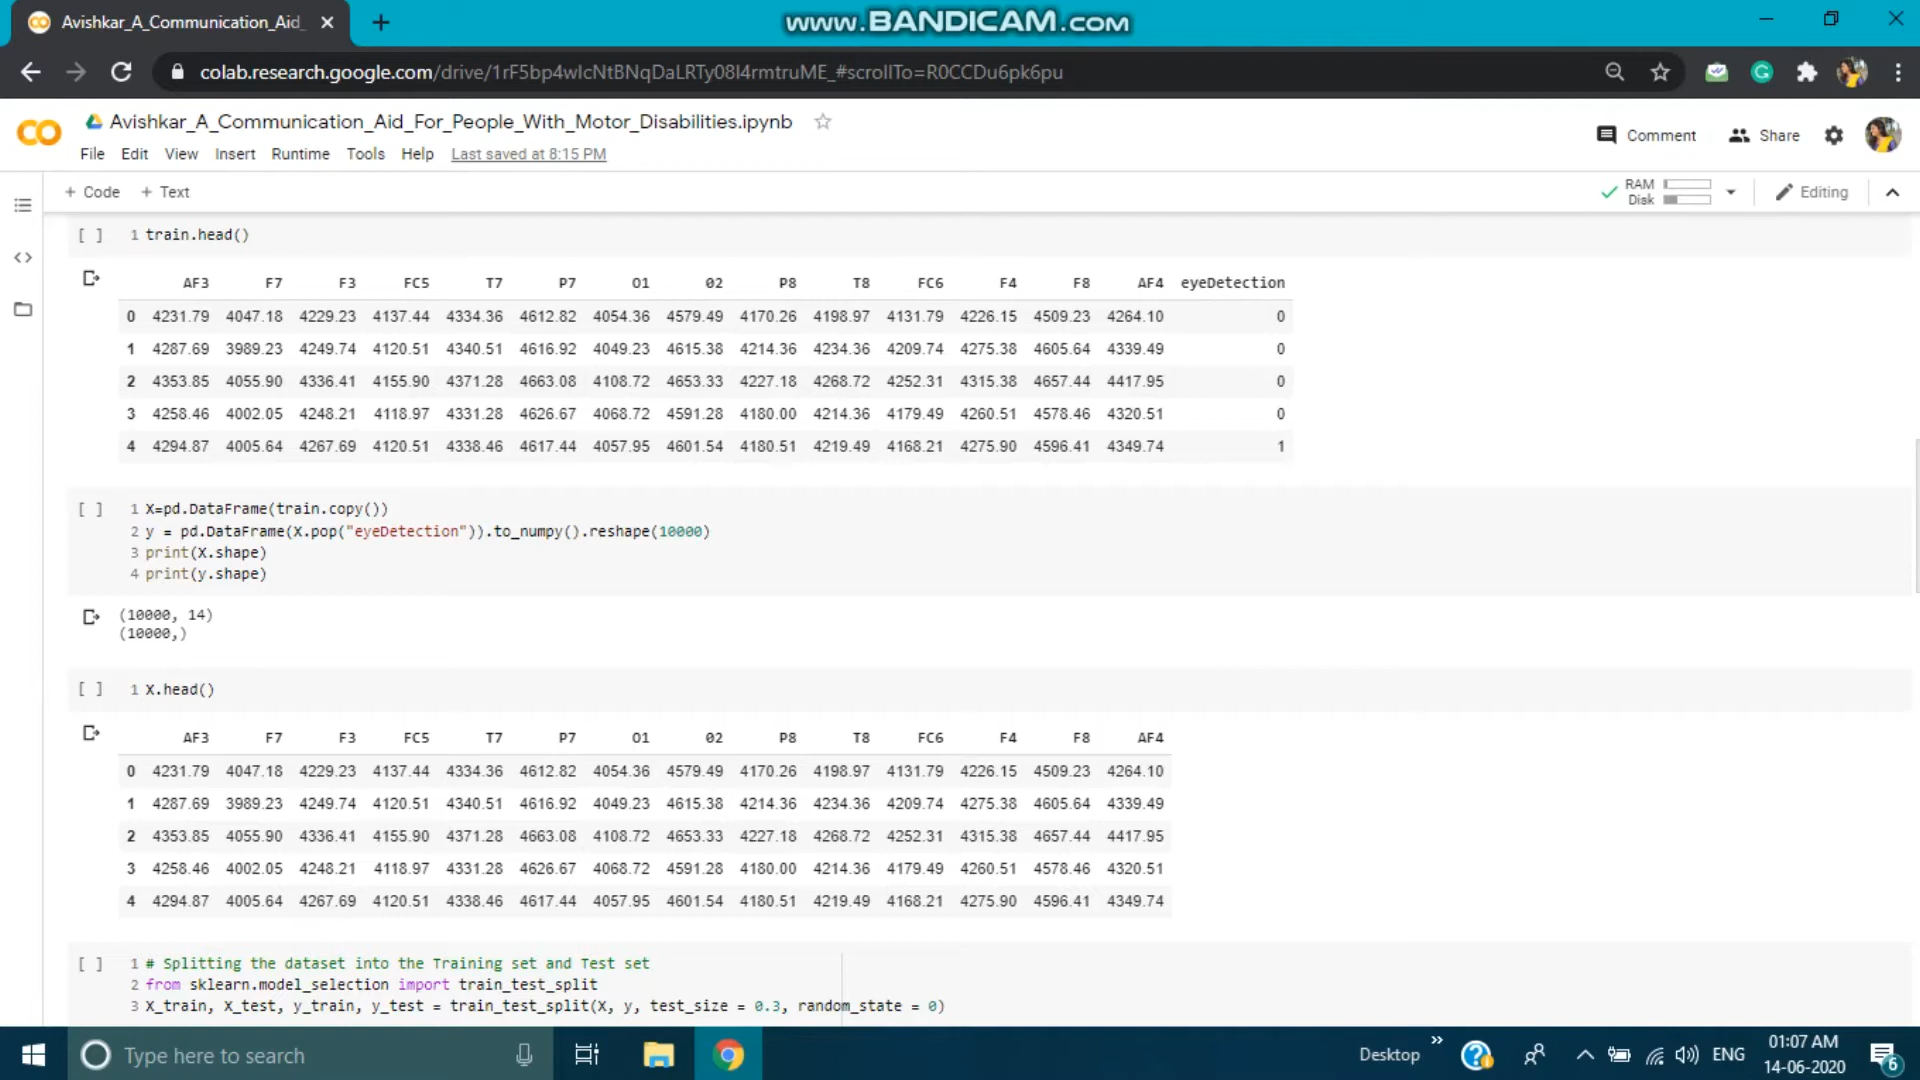 Avishkar_A_Communication_Aid_
www.BANDICAM.com
colab.research.google.com/drive/1rF5bp4wIcNtBNqDaLRTy08I4rmtruME_#scrollTo=R0CCDu6pk6pu
Avishkar_A_Communication_Aid_For_People_With_Motor_Disabilities.ipynb
Comment Share
File Edit View Insert Runtime Tools Help Last saved at 8:15 PM
+ Code + Text
RAM
Disk
Editing
[ ] 1 train.head()
AF3 F7 F3 FC5 T7 P7 O1 02 P8 T8 FC6 F4 F8 AF4 eyeDetection
0 4231.79 4047.18 4229.23 4137.44 4334.36 4612.82 4054.36 4579.49 4170.26 4198.97 4131.79 4226.15 4509.23 4264.10 0
1 4287.69 3989.23 4249.74 4120.51 4340.51 4616.92 4049.23 4615.38 4214.36 4234.36 4209.74 4275.38 4605.64 4339.49 0
2 4353.85 4055.90 4336.41 4155.90 4371.28 4663.08 4108.72 4653.33 4227.18 4268.72 4252.31 4315.38 4657.44 4417.95 0
3 4258.46 4002.05 4248.21 4118.97 4331.28 4626.67 4068.72 4591.28 4180.00 4214.36 4179.49 4260.51 4578.46 4320.51 0
4 4294.87 4005.64 4267.69 4120.51 4338.46 4617.44 4057.95 4601.54 4180.51 4219.49 4168.21 4275.90 4596.41 4349.74 1
[ ] 1 X=pd.DataFrame(train.copy())
2 y = pd.DataFrame(X.pop("eyeDetection")).to_numpy().reshape(10000)
3 print(X.shape)
4 print(y.shape)
(10000, 14)
(10000,)
[ ] 1 X.head()
AF3 F7 F3 FC5 T7 P7 O1 02 P8 T8 FC6 F4 F8 AF4
0 4231.79 4047.18 4229.23 4137.44 4334.36 4612.82 4054.36 4579.49 4170.26 4198.97 4131.79 4226.15 4509.23 4264.10
1 4287.69 3989.23 4249.74 4120.51 4340.51 4616.92 4049.23 4615.38 4214.36 4234.36 4209.74 4275.38 4605.64 4339.49
2 4353.85 4055.90 4336.41 4155.90 4371.28 4663.08 4108.72 4653.33 4227.18 4268.72 4252.31 4315.38 4657.44 4417.95
3 4258.46 4002.05 4248.21 4118.97 4331.28 4626.67 4068.72 4591.28 4180.00 4214.36 4179.49 4260.51 4578.46 4320.51
4 4294.87 4005.64 4267.69 4120.51 4338.46 4617.44 4057.95 4601.54 4180.51 4219.49 4168.21 4275.90 4596.41 4349.74
[ ] 1 # Splitting the dataset into the Training set and Test set
2 from sklearn.model_selection import train_test_split
3 X_train, X_test, y_train, y_test = train_test_split(X, y, test_size = 0.3, random_state = 0)
Type here to search
Desktop
ENG
01:07 AM
14-06-2020
6